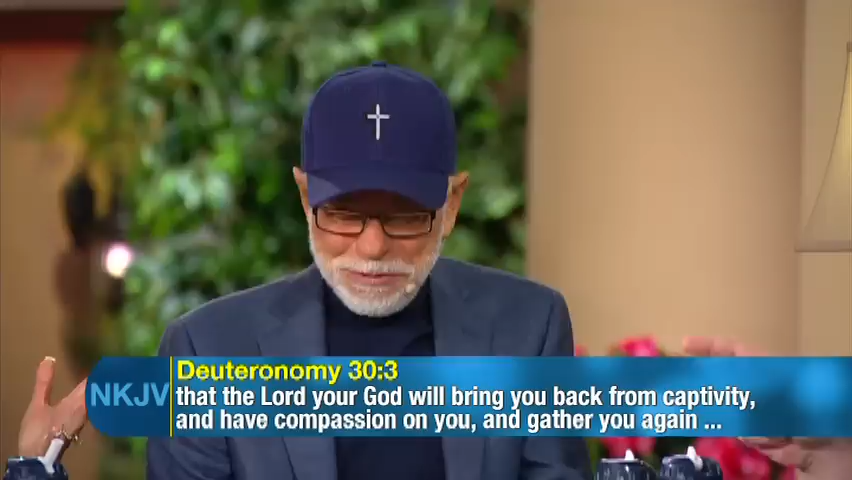 NKJV
Deuteronomy 30:3
that the Lord your God will bring you back from captivity,
and have compassion on you, and gather you again ...